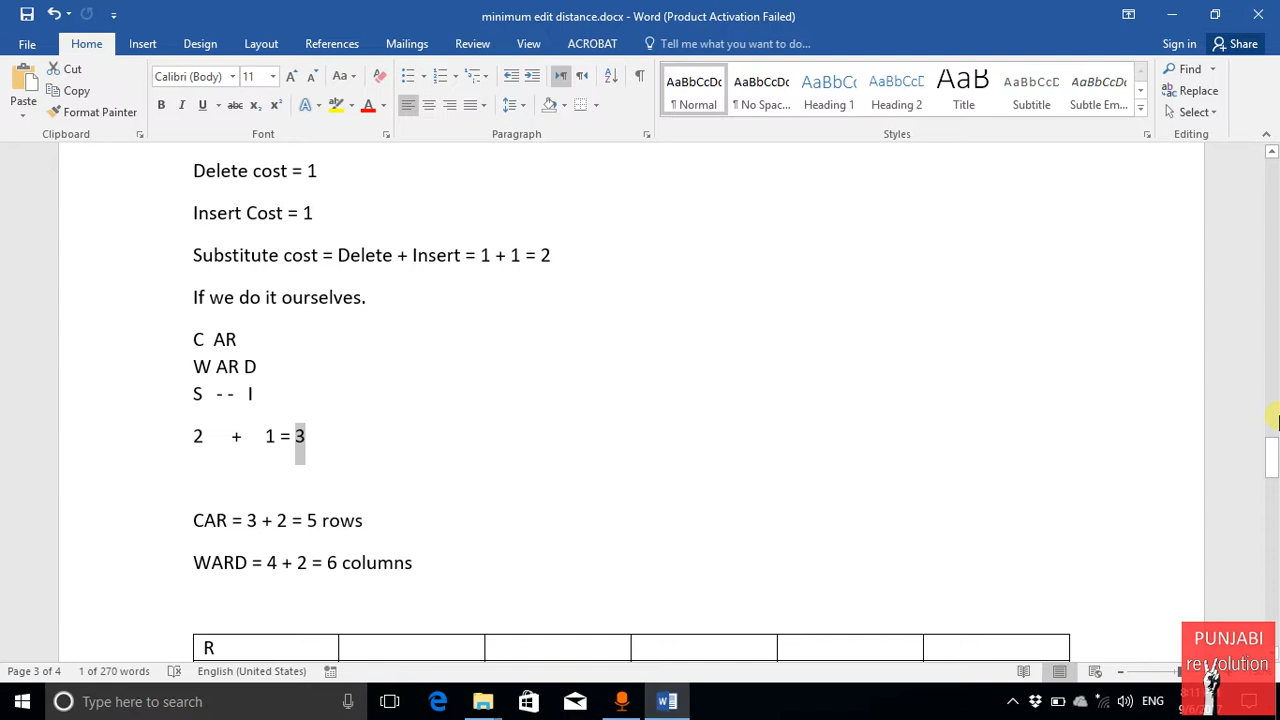 minimum edit distance.docx - Word (Product Activation Failed)
File Home Insert Design Layout References Mailings Review View ACROBAT Tell me what you want to do... Sign in Share
Paste
Cut
Copy
Format Painter
Clipboard
Calibri (Body) 11
Font
Paragraph
AaBbCcDc AaBbCcDc AaBbCc AaBbCcD AaB AaBbCcD AaBbCcDc
¶ Normal ¶ No Spac... Heading 1 Heading 2 Title Subtitle Subtle Em...
Styles
Find
Replace
Select
Editing
Delete cost = 1
Insert Cost = 1
Substitute cost = Delete + Insert = 1 + 1 = 2
If we do it ourselves.
C AR
W AR D
S - - I
2 + 1 = 3
CAR = 3 + 2 = 5 rows
WARD = 4 + 2 = 6 columns
R
PUNJABI
revolution
Page 3 of 4 1 of 270 words English (United States)
Type here to search
ENG
9/6/2017